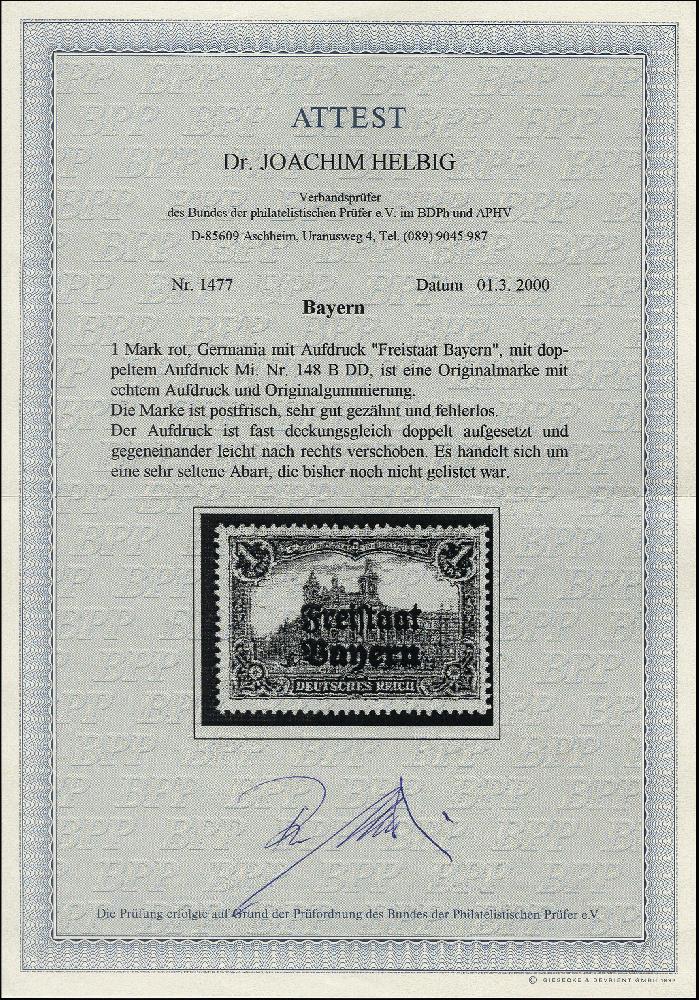 ATTEST
Dr. JOACHIM HELBIG
Verbandsprüfer
des Bundes der philatelistischen Prüfer e.V. im BDPh und APHV
D-85609 Aschheim, Uranusweg 4, Tel. (089) 9045 987
Nr. 1477 Datum 01.3. 2000
Bayern
1 Mark rot, Germania mit Aufdruck "Freistaat Bayern", mit dop-
peltem Aufdruck Mi. Nr. 148 B DD, ist eine Originalmarke mit
echtem Aufdruck und Originalgummierung.
Die Marke ist postfrisch, sehr gut gezähnt und fehlerlos.
Der Aufdruck ist fast deckungsgleich doppelt aufgesetzt und
gegeneinander leicht nach rechts verschoben. Es handelt sich um
eine sehr seltene Abart, die bisher noch nicht gelistet war.
Freistaat
Bayern
DEUTSCHES REICH
Die Prüfung erfolgte auf Grund der Prüfordnung des Bundes der Philatelistischen Prüfer e.V.
© GIESECKE & DEVRIENT GMBH